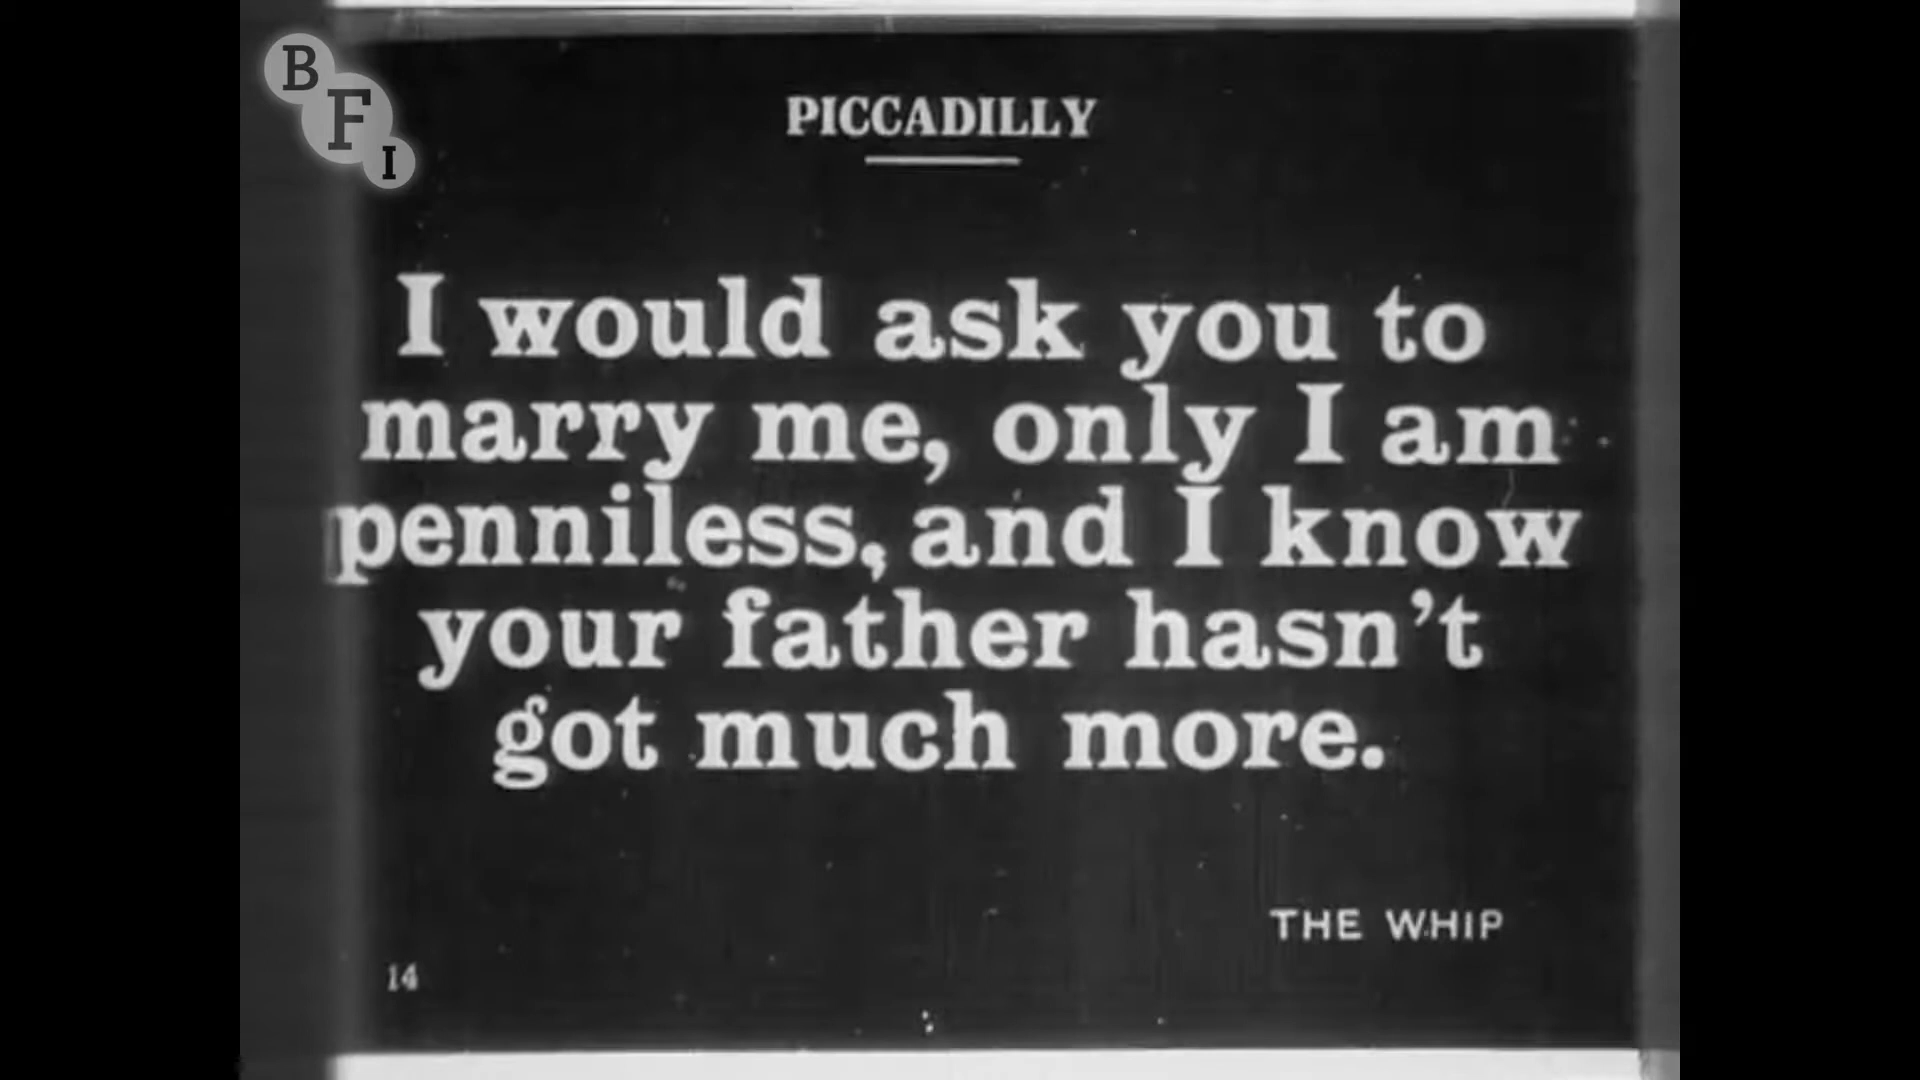 BFI
PICCADILLY
I would ask you to
marry me, only I am
penniless, and I know
your father hasn't
got much more.
THE WHIP
14